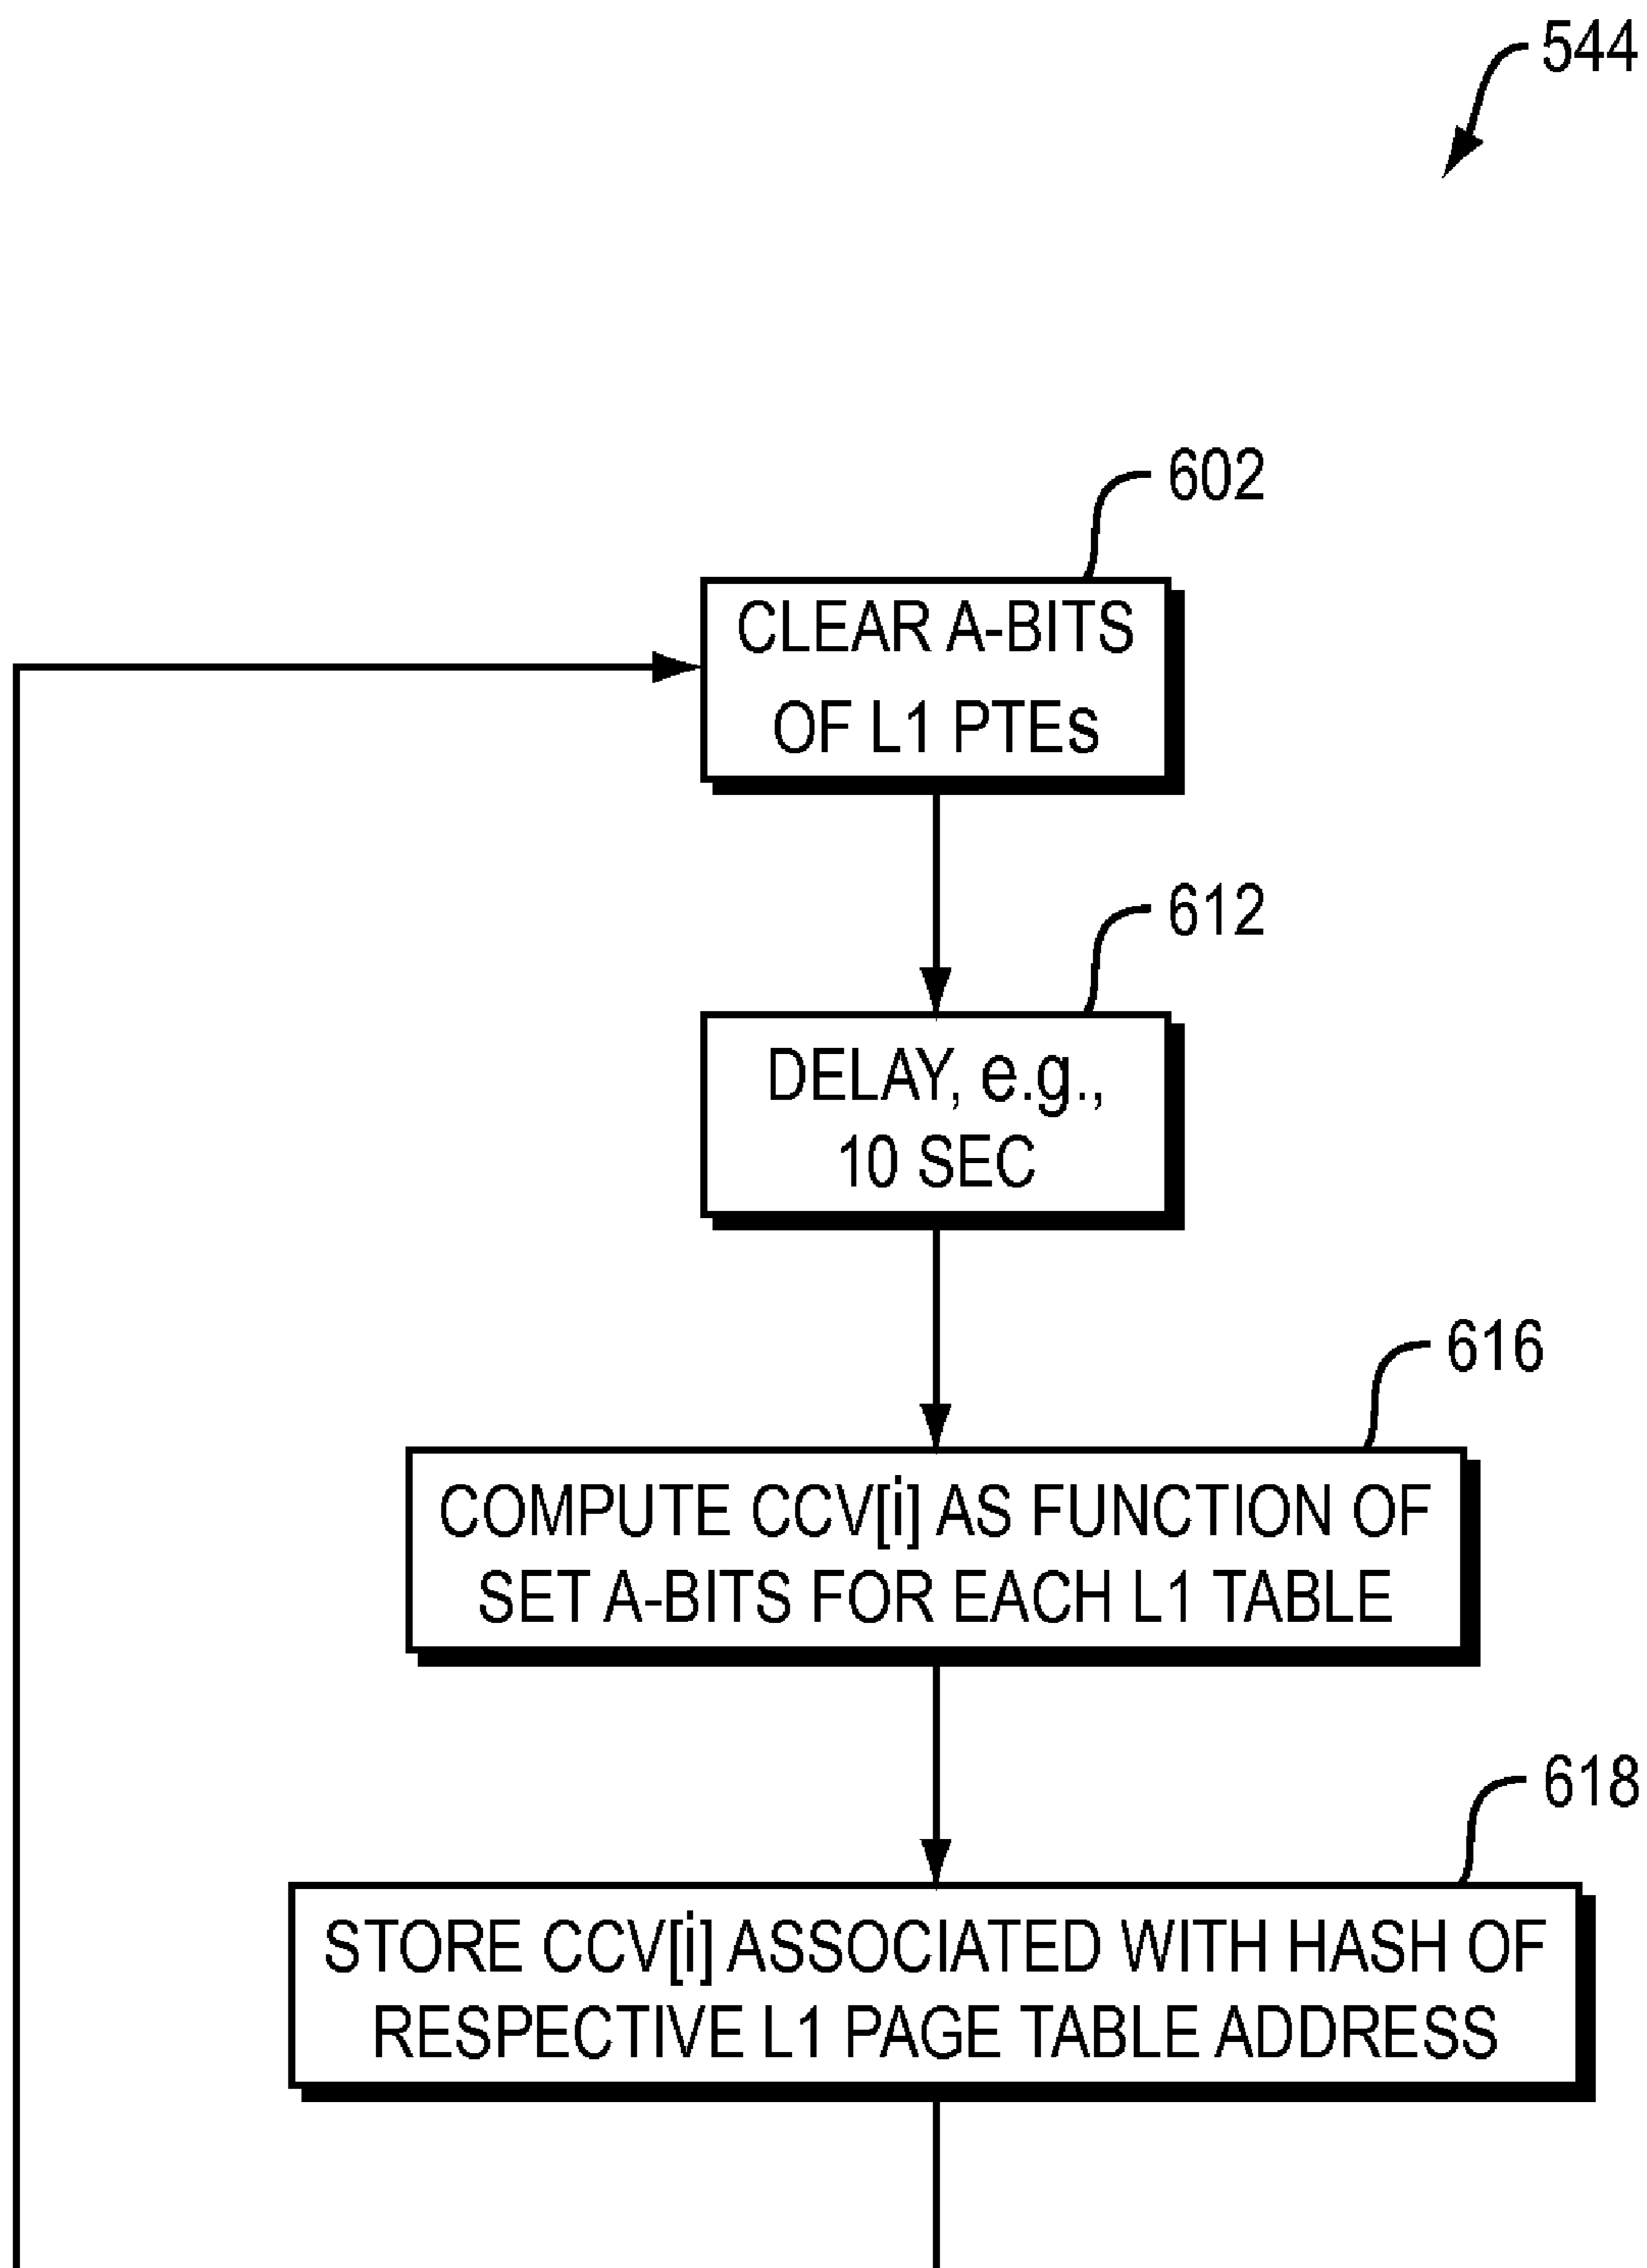 544
602
CLEAR A-BITS
OF L1 PTEs
612
DELAY, e.g.,
10 SEC
616
COMPUTE CCV[i] AS FUNCTION OF
SET A-BITS FOR EACH L1 TABLE
618
STORE CCV[i] ASSOCIATED WITH HASH OF
RESPECTIVE L1 PAGE TABLE ADDRESS